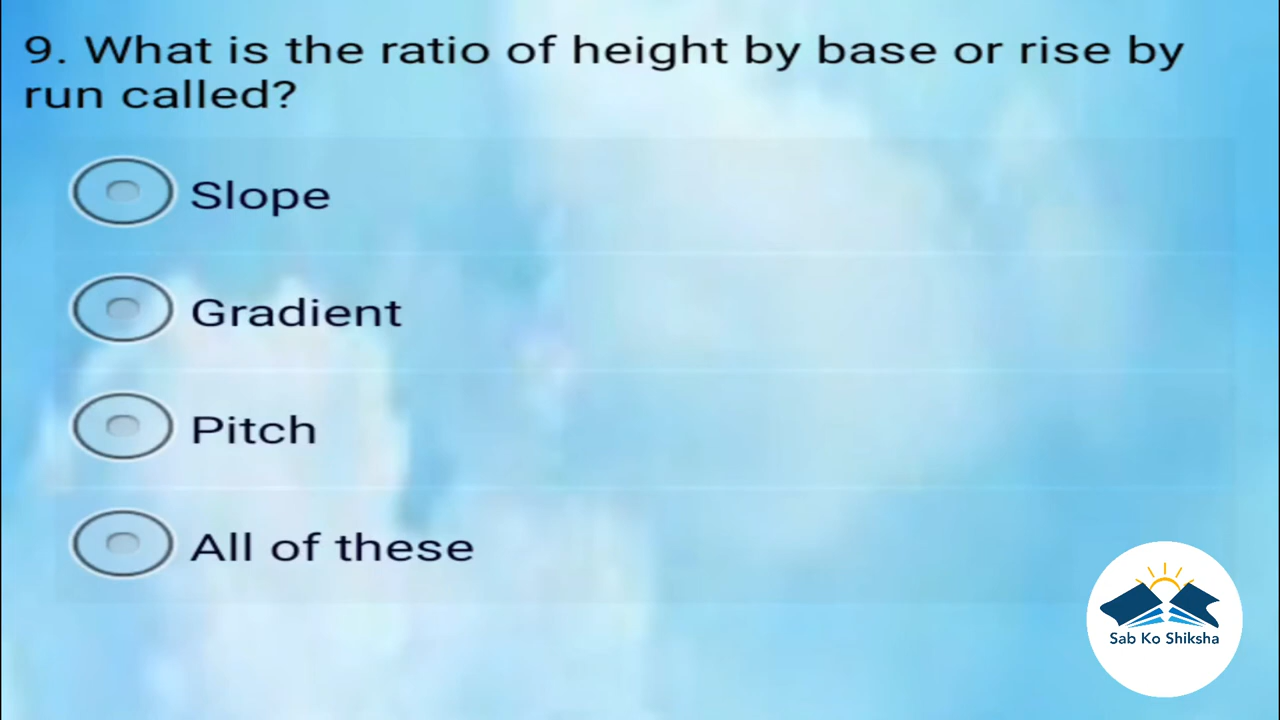 9. What is the ratio of height by base or rise by
run called?
Slope
Gradient
Pitch
All of these
Sab Ko Shiksha